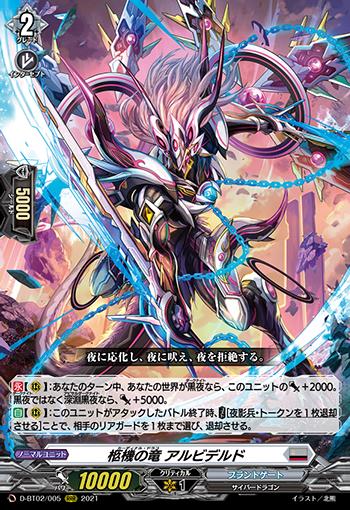 2
グレード
インターセプト
シールド
5000
夜に応化し、夜に吠え、夜を拒絶する。
【永】【(R)】：あなたのターン中、あなたの世界が黒夜なら、このユニットの+2000。
黒夜ではなく深淵黒夜なら、+5000。
【自】【(R)】：このユニットがアタックしたバトル終了時、【夜影兵・トークンを1枚退却
させる】ことで、相手のリアガードを1枚まで選び、退却させる。
ノーマルユニット
枢機の竜 アルビデルド
パワー
10000
クリティカル
1
ブラントゲート
サイバードラゴン
D-BT02/005 RRR 2021
イラスト／北熊